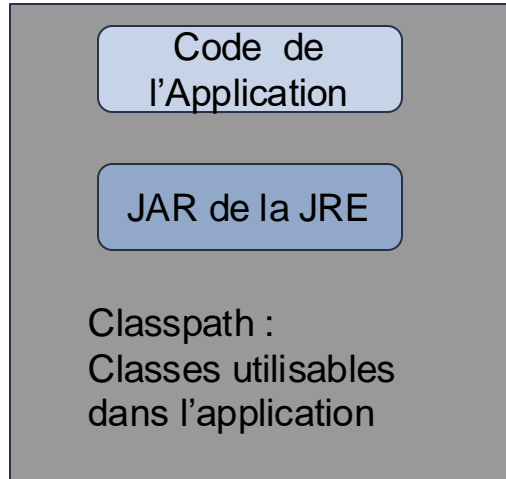 Code de
l'Application
JAR de la JRE
Classpath :
Classes utilisables
dans l'application